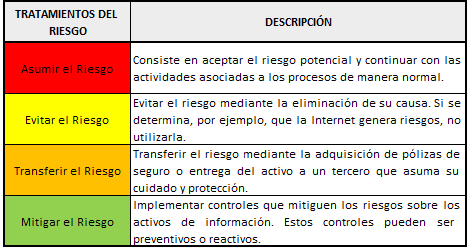 TRATAMIENTOS DEL
RIESGO
DESCRIPCIÓN
Asumir el Riesgo
Consiste en aceptar el riesgo potencial y continuar con las
actividades asociadas a los procesos de manera normal.
Evitar el Riesgo
Evitar el riesgo mediante la eliminación de su causa. Si se
determina, por ejemplo, que la Internet genera riesgos, no
utilizarla.
Transferir el Riesgo
Transferir el riesgo mediante la adquisición de pólizas de
seguro o entrega del activo a un tercero que asuma su
cuidado y protección.
Mitigar el Riesgo
Implementar controles que mitiguen los riesgos sobre los
activos de información. Estos controles pueden ser
preventivos o reactivos.